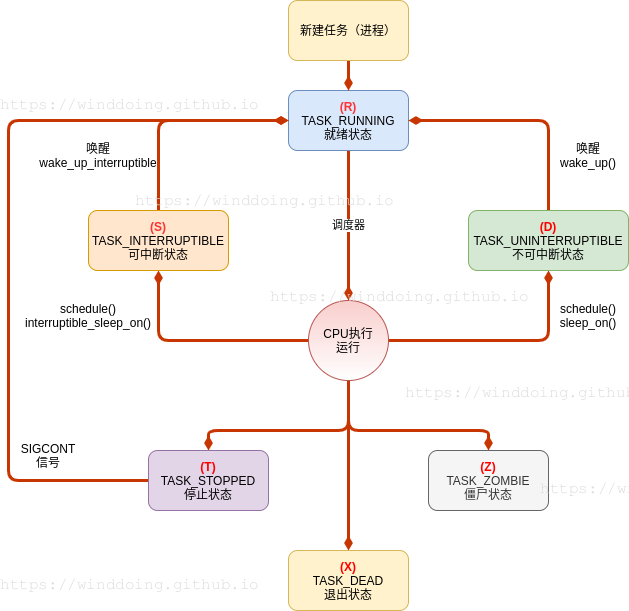 新建任务（进程）
https://winddoing.github.io
(R)
TASK_RUNNING
就绪状态
唤醒
wake_up_interruptible
唤醒
wake_up()
https://winddoing.github.io
(S)
TASK_INTERRUPTIBLE
可中断状态
调度器
(D)
TASK_UNINTERRUPTIBLE
不可中断状态
https://winddoing.github.io
schedule()
interruptible_sleep_on()
CPU执行
运行
schedule()
sleep_on()
https://winddoing.github
SIGCONT
信号
(T)
TASK_STOPPED
停止状态
(Z)
TASK_ZOMBIE
僵尸状态
https://wi
(X)
TASK_DEAD
退出状态
https://winddoing.github.io